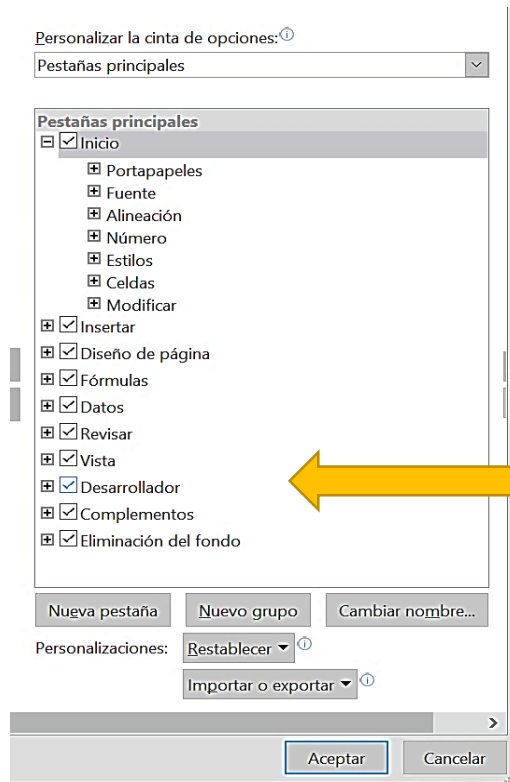 Personalizar la cinta de opciones:
Pestañas principales
Pestañas principales
Inicio
Portapapeles
Fuente
Alineación
Número
Estilos
Celdas
Modificar
Insertar
Diseño de página
Fórmulas
Datos
Revisar
Vista
Desarrollador
Complementos
Eliminación del fondo
Nueva pestaña Nuevo grupo Cambiar nombre...
Personalizaciones: Restablecer
Importar o exportar
Aceptar Cancelar